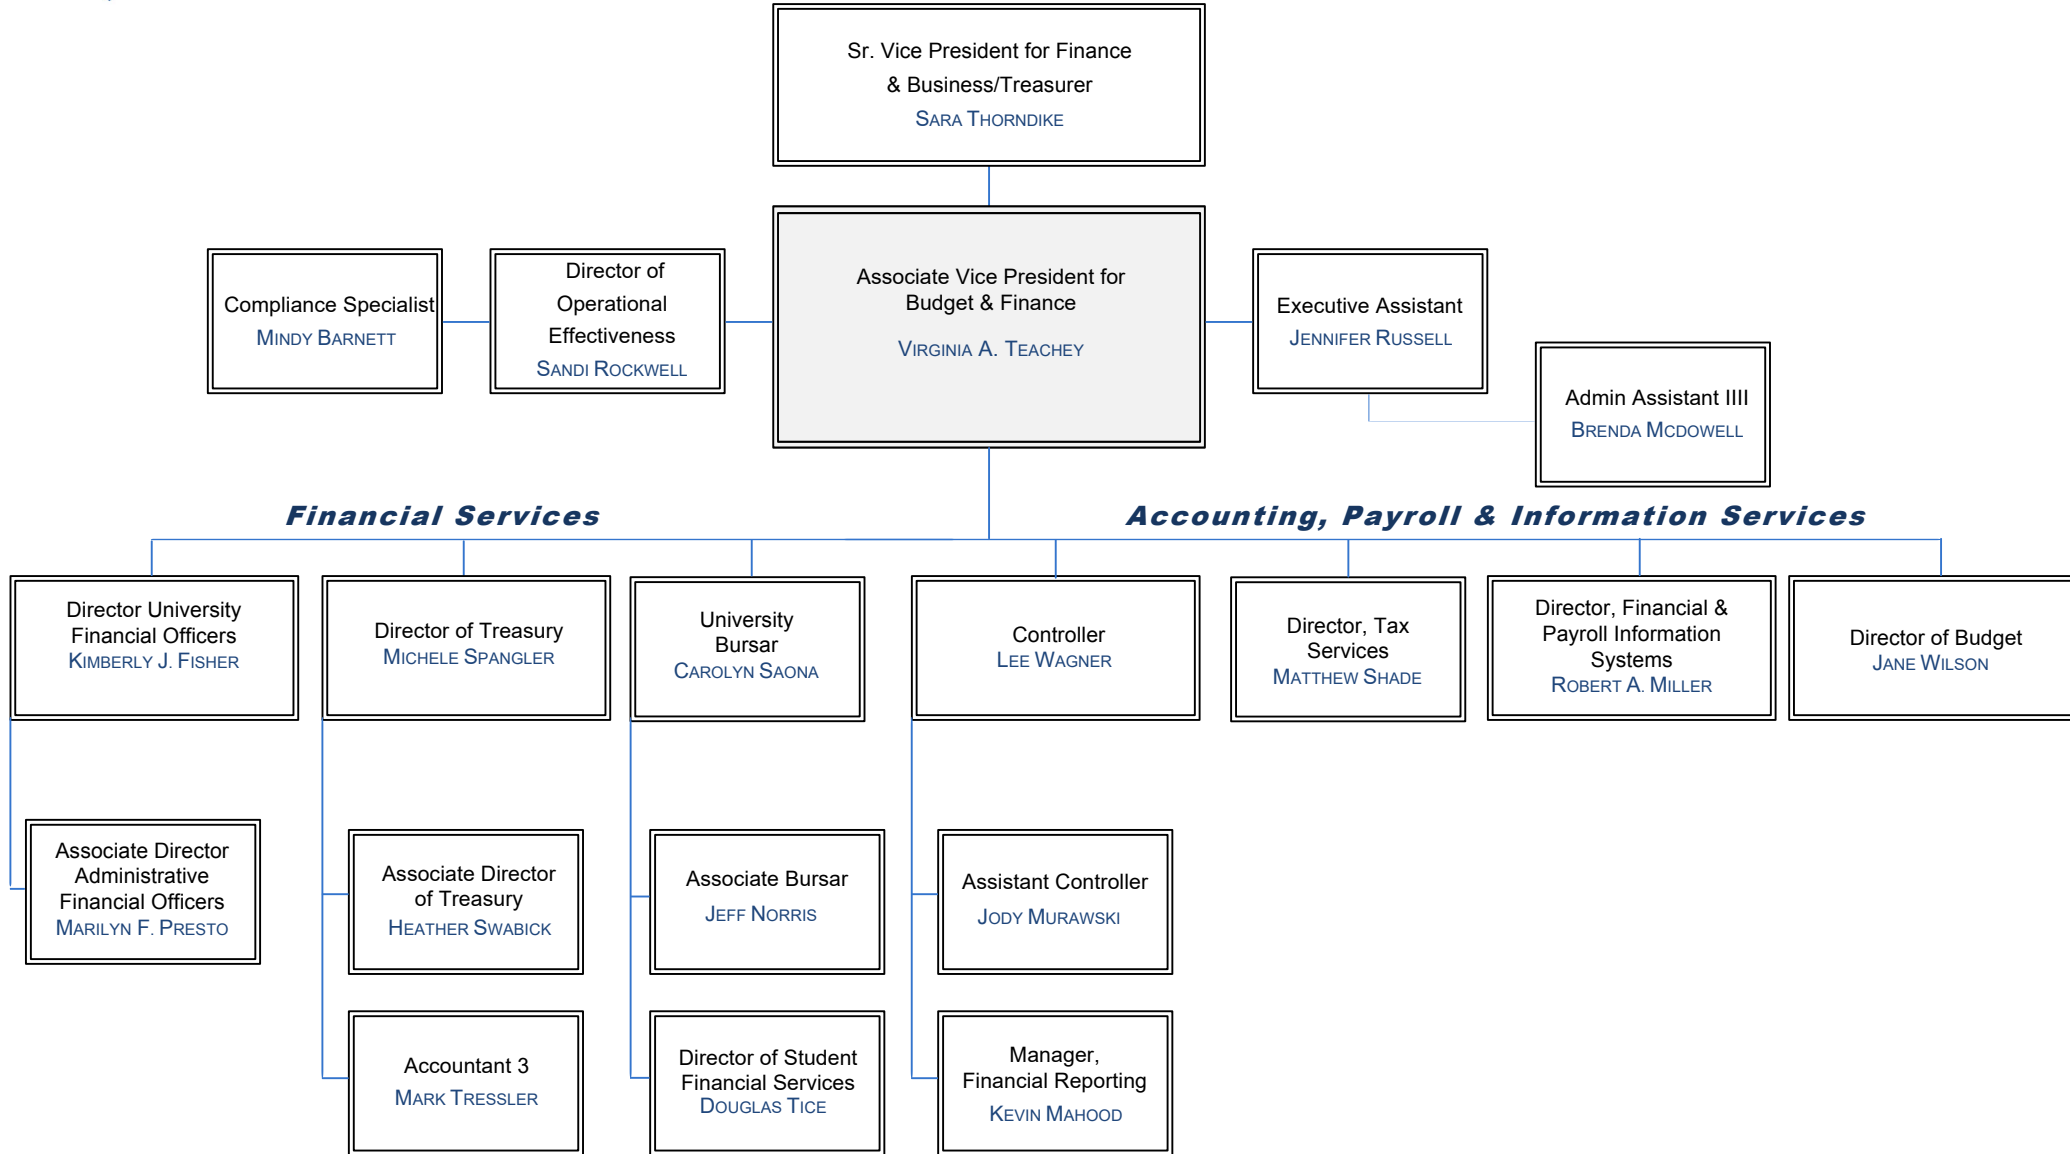 Sr. Vice President for Finance
& Business/Treasurer
SARA THORNDIKE
Compliance Specialist
MINDY BARNETT
Director of
Operational
Effectiveness
SANDI ROCKWELL
Associate Vice President for
Budget & Finance
VIRGINIA A. TEACHEY
Executive Assistant
JENNIFER RUSSELL
Admin Assistant IIII
BRENDA MCDOWELL
Financial Services
Accounting, Payroll & Information Services
Director University
Financial Officers
KIMBERLY J. FISHER
Director of Treasury
MICHELE SPANGLER
University
Bursar
CAROLYN SAONA
Controller
LEE WAGNER
Director, Tax
Services
MATTHEW SHADE
Director, Financial &
Payroll Information
Systems
ROBERT A. MILLER
Director of Budget
JANE WILSON
Associate Director
Administrative
Financial Officers
MARILYN F. PRESTO
Associate Director
of Treasury
HEATHER SWABICK
Associate Bursar
JEFF NORRIS
Assistant Controller
JODY MURAWSKI
Accountant 3
MARK TRESSLER
Director of Student
Financial Services
DOUGLAS TICE
Manager,
Financial Reporting
KEVIN MAHOOD